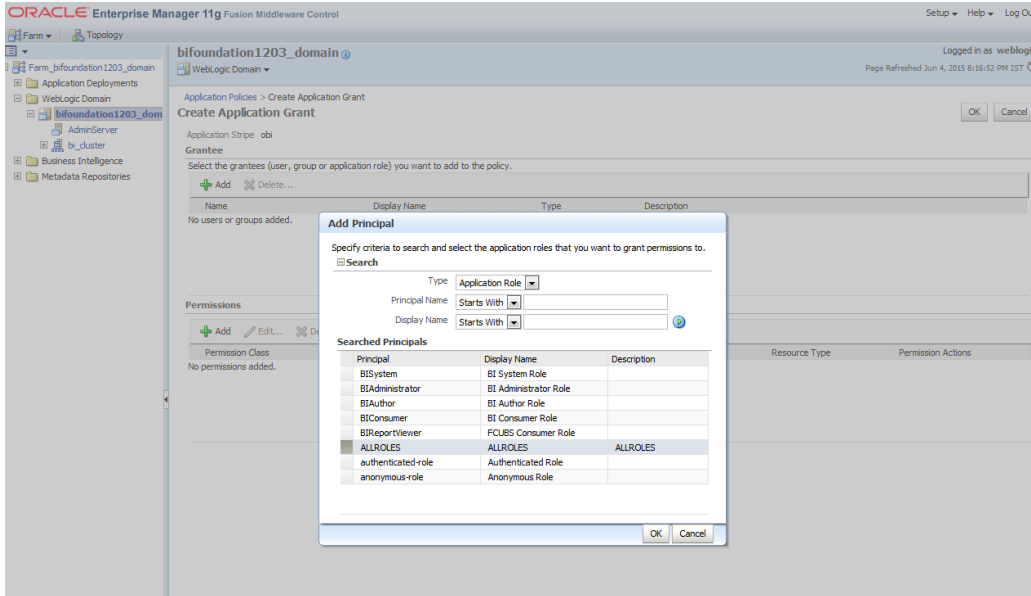 ORACLE Enterprise Manager 11g Fusion Middleware Control
Setup Help Log Ou
Farm Topology
Farm_bifoundation1203_domain
Application Deployments
WebLogic Domain
bifoundation1203_dom
AdminServer
bi_cluster
Business Intelligence
Metadata Repositories
bifoundation1203_domain
Logged in as weblogi
WebLogic Domain
Page Refreshed Jun 4, 2015 8:16:52 PM IST
Application Policies > Create Application Grant
Create Application Grant
OK Cancel
Application Stripe obi
Grantee
Select the grantees (user, group or application role) you want to add to the policy.
Add Delete...
Name Display Name Type Description
No users or groups added.
Permissions
Add Edit... De
Permission Class Resource Type Permission Actions
No permissions added.
Add Principal
Specify criteria to search and select the application roles that you want to grant permissions to.
Search
Type Application Role
Principal Name Starts With
Display Name Starts With
Searched Principals
Principal Display Name Description
BISystem BI System Role
BIAdministrator BI Administrator Role
BIAuthor BI Author Role
BIConsumer BI Consumer Role
BIReportViewer FCUBS Consumer Role
ALLROLES ALLROLES ALLROLES
authenticated-role Authenticated Role
anonymous-role Anonymous Role
OK Cancel